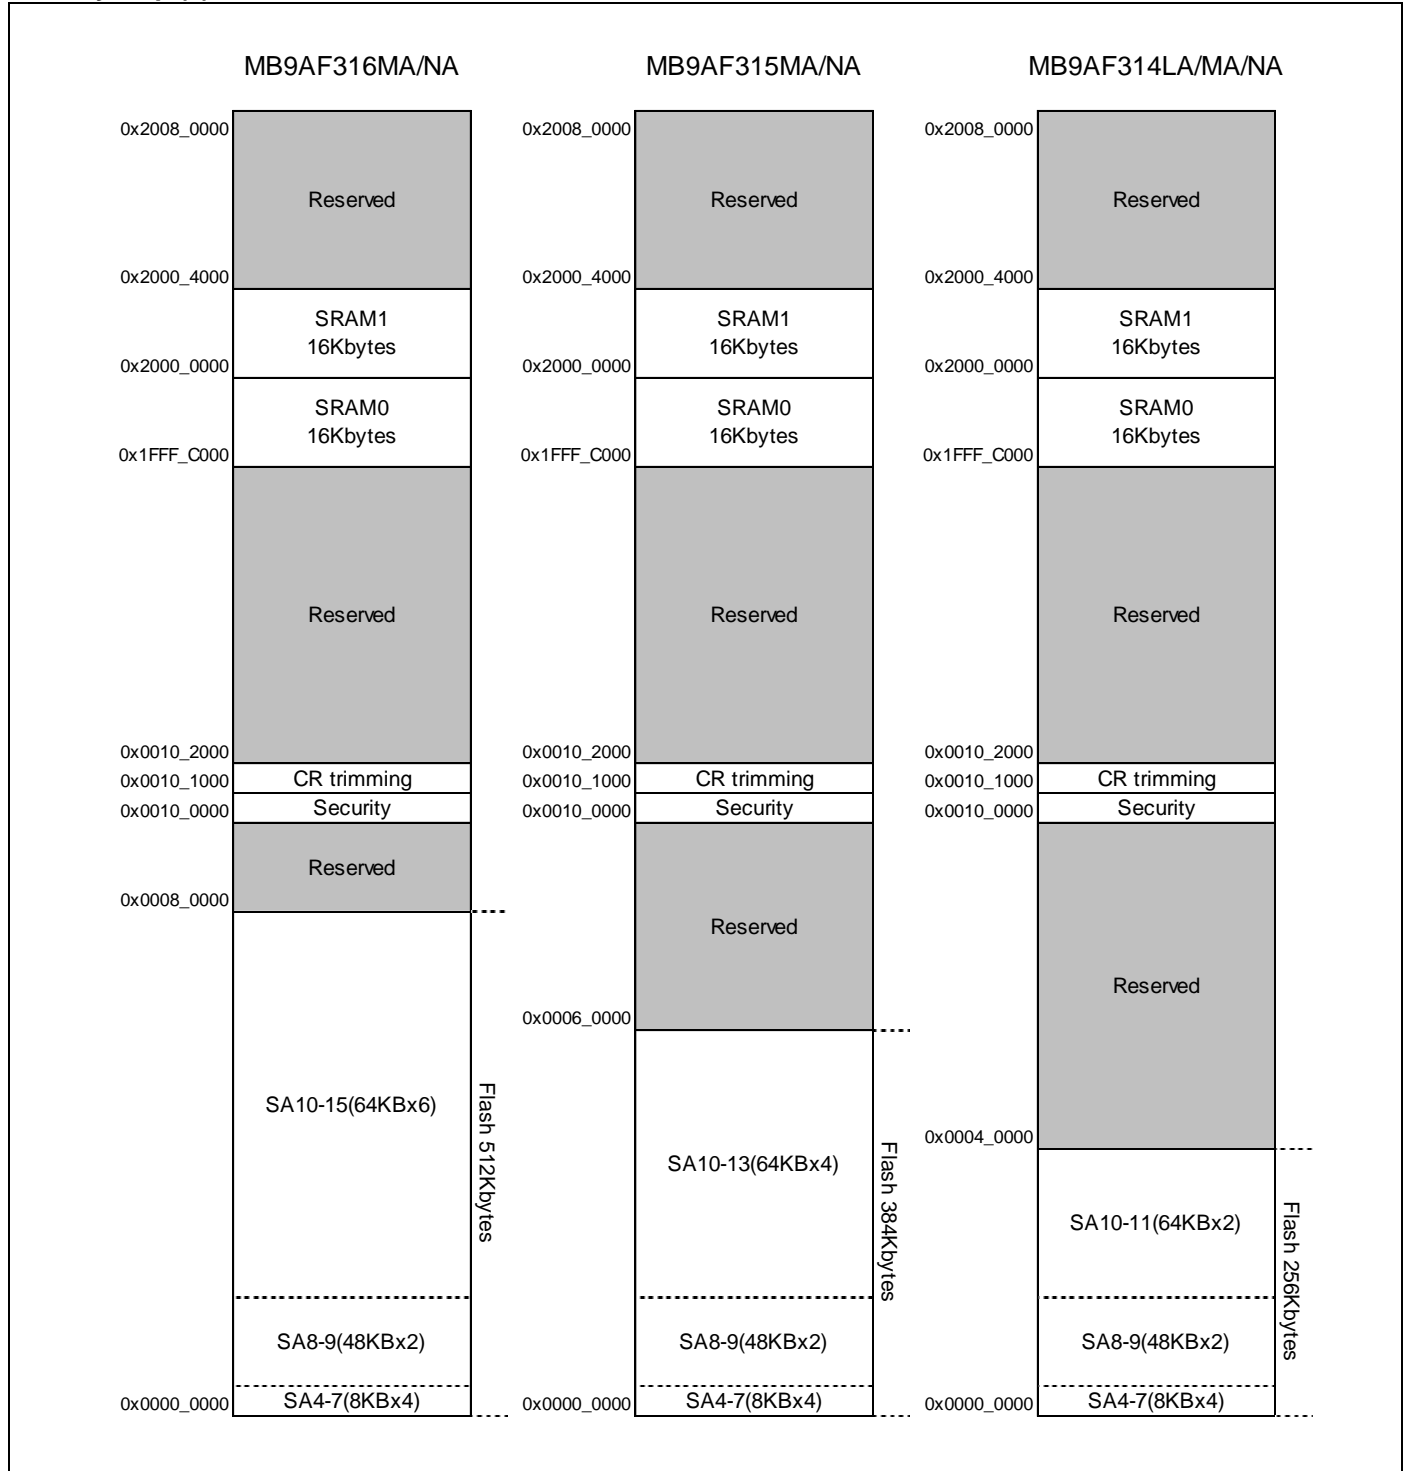 MB9AF316MA/NA
0x2008_0000
Reserved
0x2000_4000
SRAM1
16Kbytes
0x2000_0000
SRAM0
16Kbytes
0x1FFF_C000
Reserved
0x0010_2000
CR trimming
0x0010_1000
Security
0x0010_0000
Reserved
0x0008_0000
SA10-15(64KBx6)
Flash 512Kbytes
SA8-9(48KBx2)
SA4-7(8KBx4)
0x0000_0000
MB9AF315MA/NA
0x2008_0000
Reserved
0x2000_4000
SRAM1
16Kbytes
0x2000_0000
SRAM0
16Kbytes
0x1FFF_C000
Reserved
0x0010_2000
CR trimming
0x0010_1000
Security
0x0010_0000
Reserved
0x0006_0000
SA10-13(64KBx4)
Flash 384Kbytes
SA8-9(48KBx2)
SA4-7(8KBx4)
0x0000_0000
MB9AF314LA/MA/NA
0x2008_0000
Reserved
0x2000_4000
SRAM1
16Kbytes
0x2000_0000
SRAM0
16Kbytes
0x1FFF_C000
Reserved
0x0010_2000
CR trimming
0x0010_1000
Security
0x0010_0000
Reserved
0x0004_0000
SA10-11(64KBx2)
Flash 256Kbytes
SA8-9(48KBx2)
SA4-7(8KBx4)
0x0000_0000